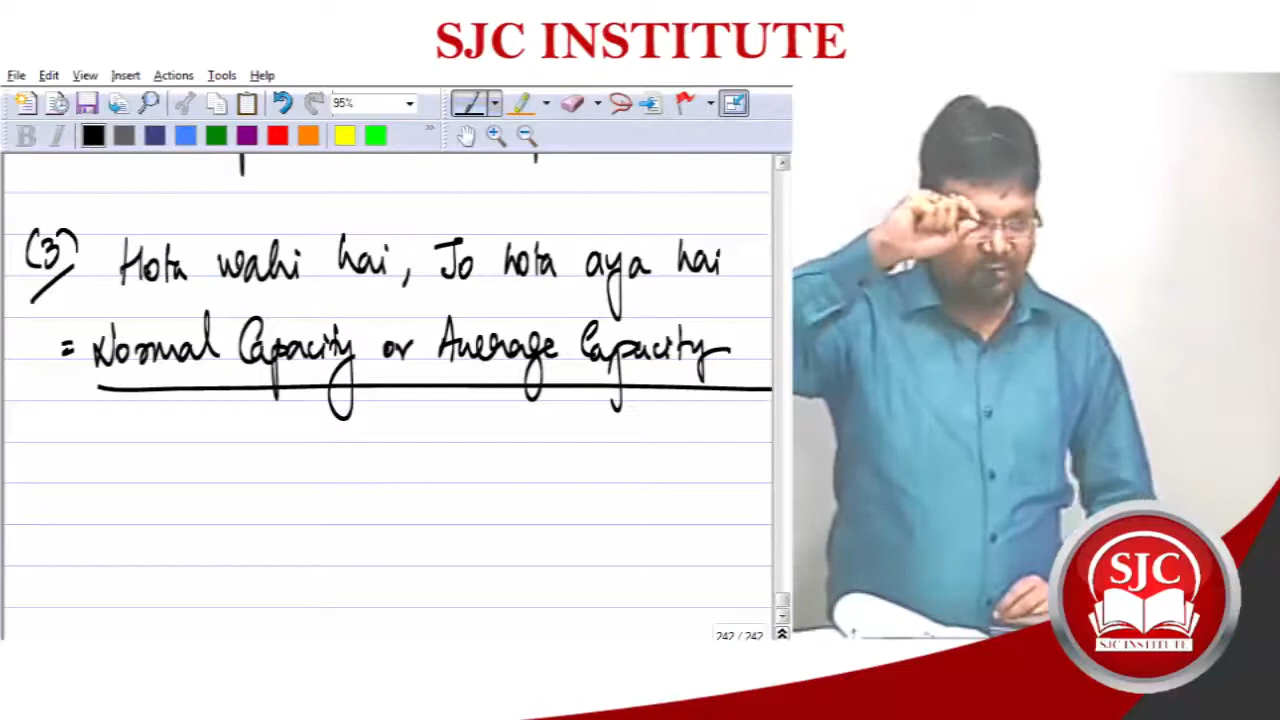 SJC INSTITUTE
File Edit View Insert Actions Tools Help
95%
B I
(3) Hota wahi hai, Jo hota aya hai
= Normal Capacity or Average Capacity
242 / 242
SJC
SJC INSTITUTE